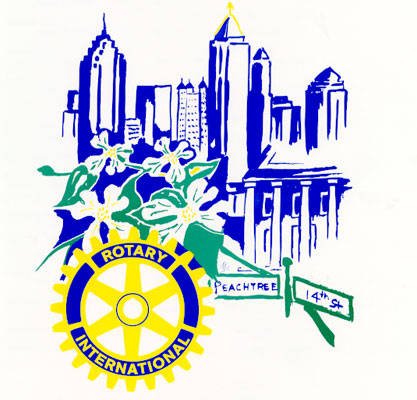 ROTARY
INTERNATIONAL
PEACHTREE
14th St